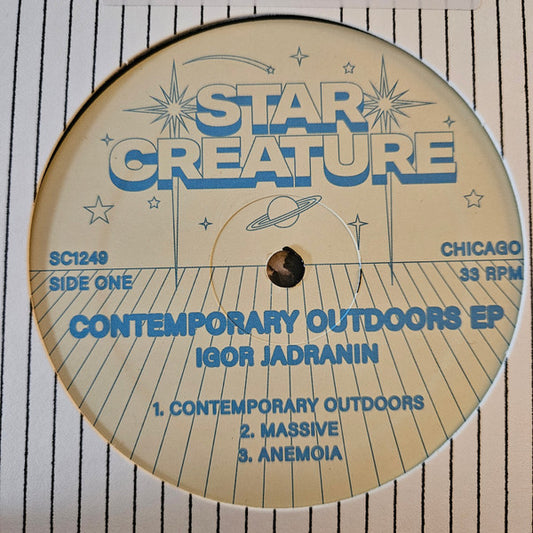 STAR
CREATURE
SC1249
CHICAGO
SIDE ONE
33 RPM
CONTEMPORARY OUTDOORS EP
IGOR JADRANIN
1. CONTEMPORARY OUTDOORS
2. MASSIVE
3. ANEMOIA